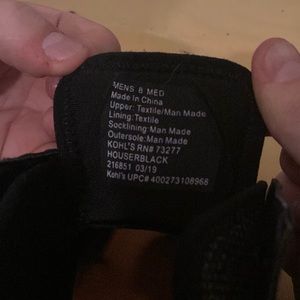 MENS 8 MED
Made In China
Upper: Textile/Man Made
Lining: Textile
Socklining: Man Made
Outersole: Man Made
KOHL'S RN# 73277
HOUSERBLACK
216851 03/19
Kohl's UPC# 400273108968